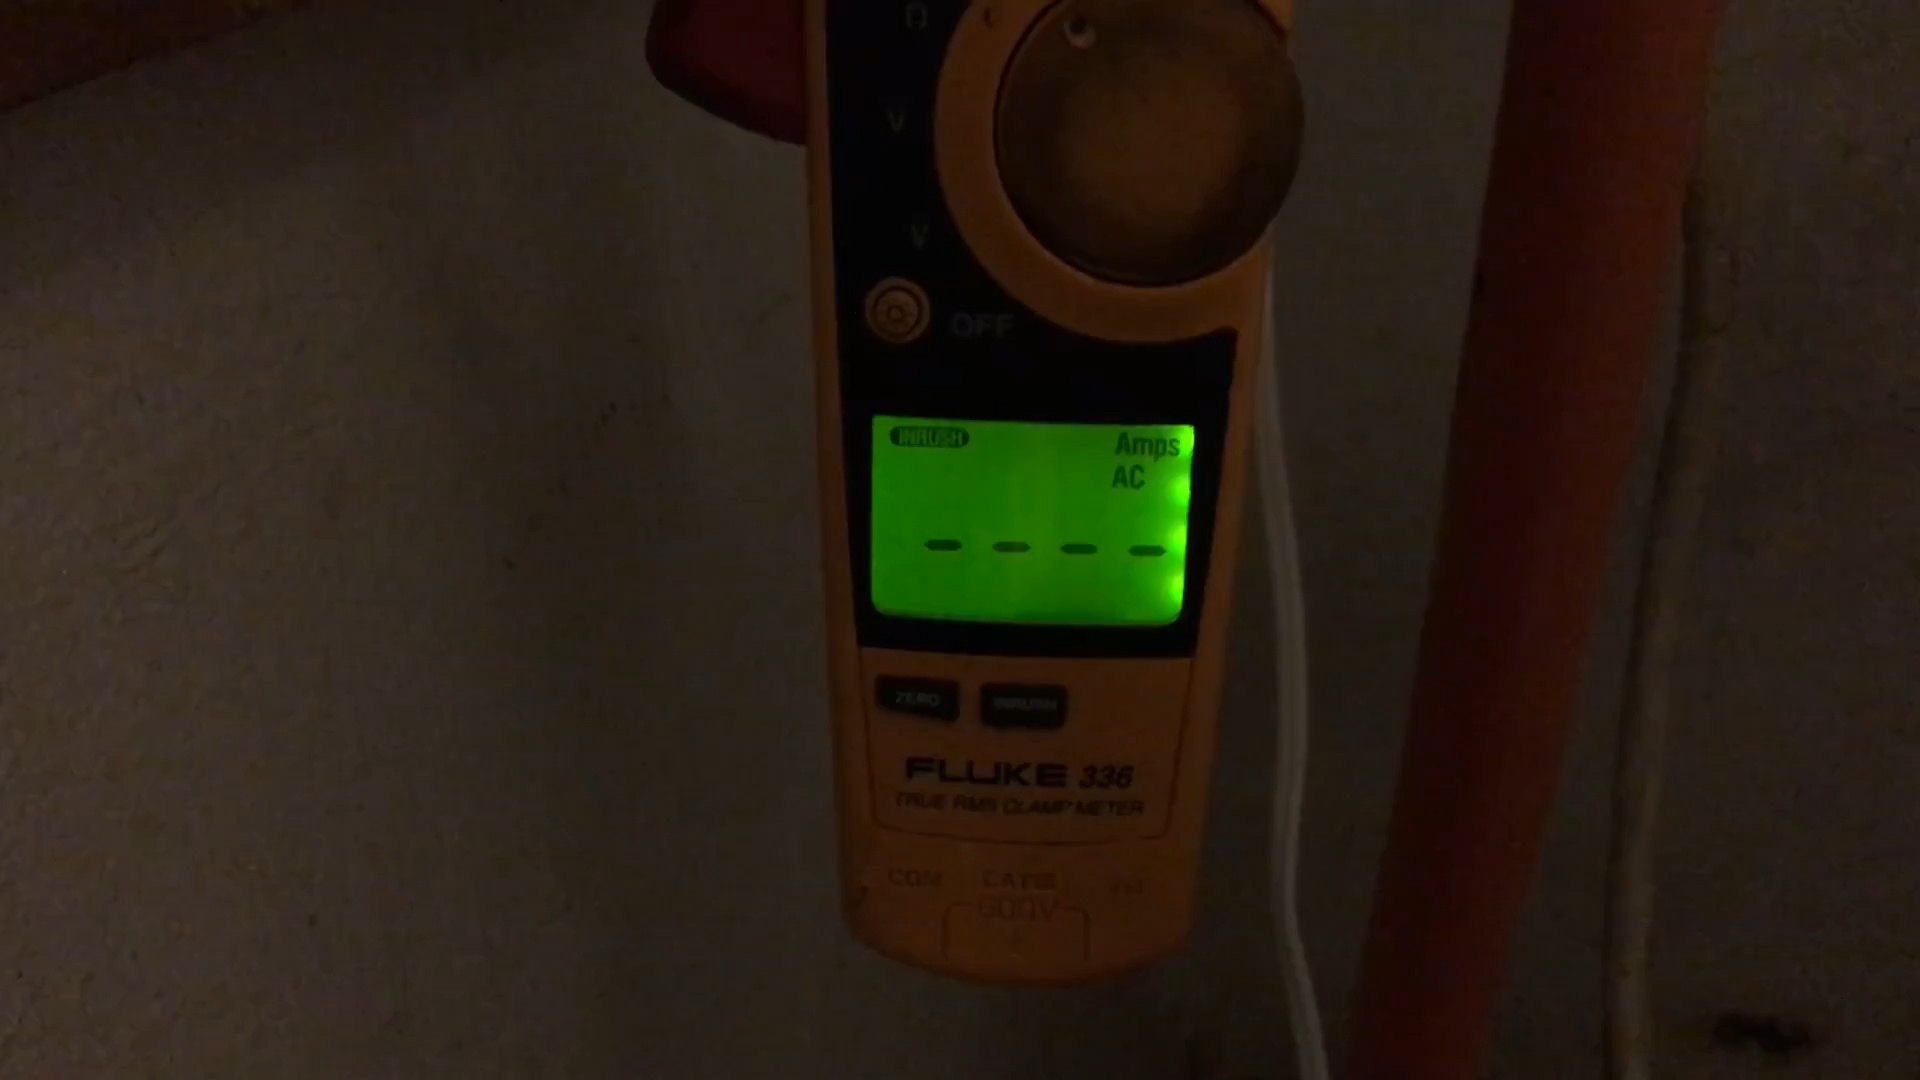 Ω
V
V
OFF
INRUSH
Amps
AC
- - - -
ZERO INRUSH
FLUKE 336
TRUE RMS CLAMP METER
COM CAT III
600V